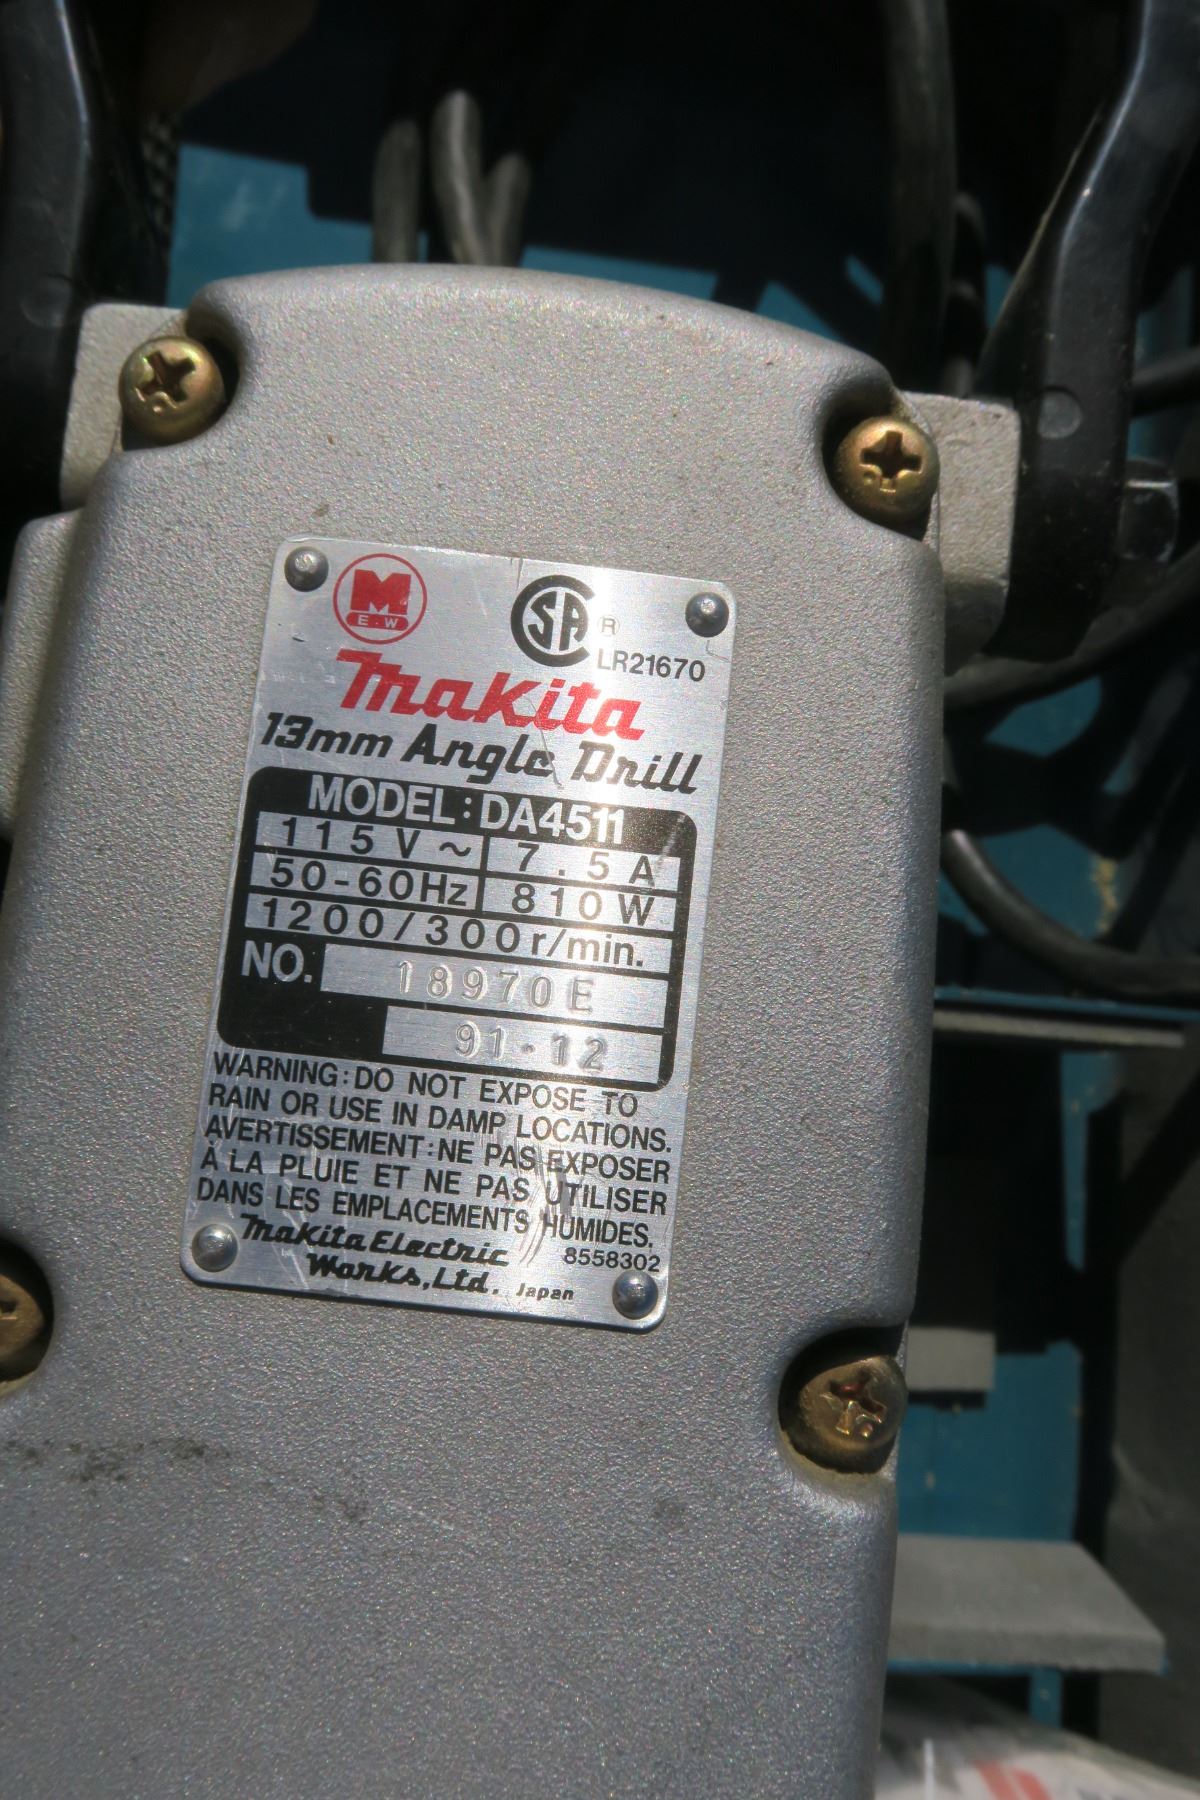 M
E.W
CSA ®
LR21670
Makita
13mm Angle Drill
MODEL:DA4511
115V~ 7.5A
50-60Hz 810W
1200/300r/min.
NO. 18970E
91-12
WARNING:DO NOT EXPOSE TO
RAIN OR USE IN DAMP LOCATIONS.
AVERTISSEMENT:NE PAS EXPOSER
À LA PLUIE ET NE PAS UTILISER
DANS LES EMPLACEMENTS HUMIDES.
8558302
Makita Electric
Works,Ltd. Japan